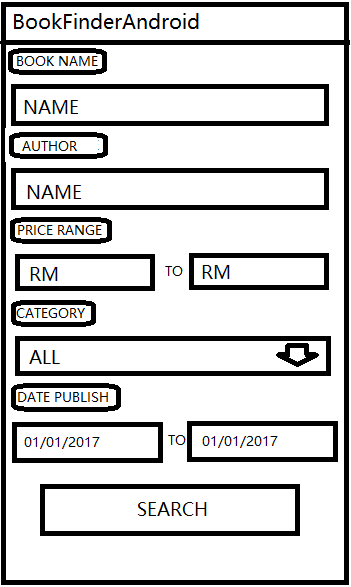 BookFinderAndroid
BOOK NAME
NAME
AUTHOR
NAME
PRICE RANGE
RM TO RM
CATEGORY
ALL
DATE PUBLISH
01/01/2017 TO 01/01/2017
SEARCH